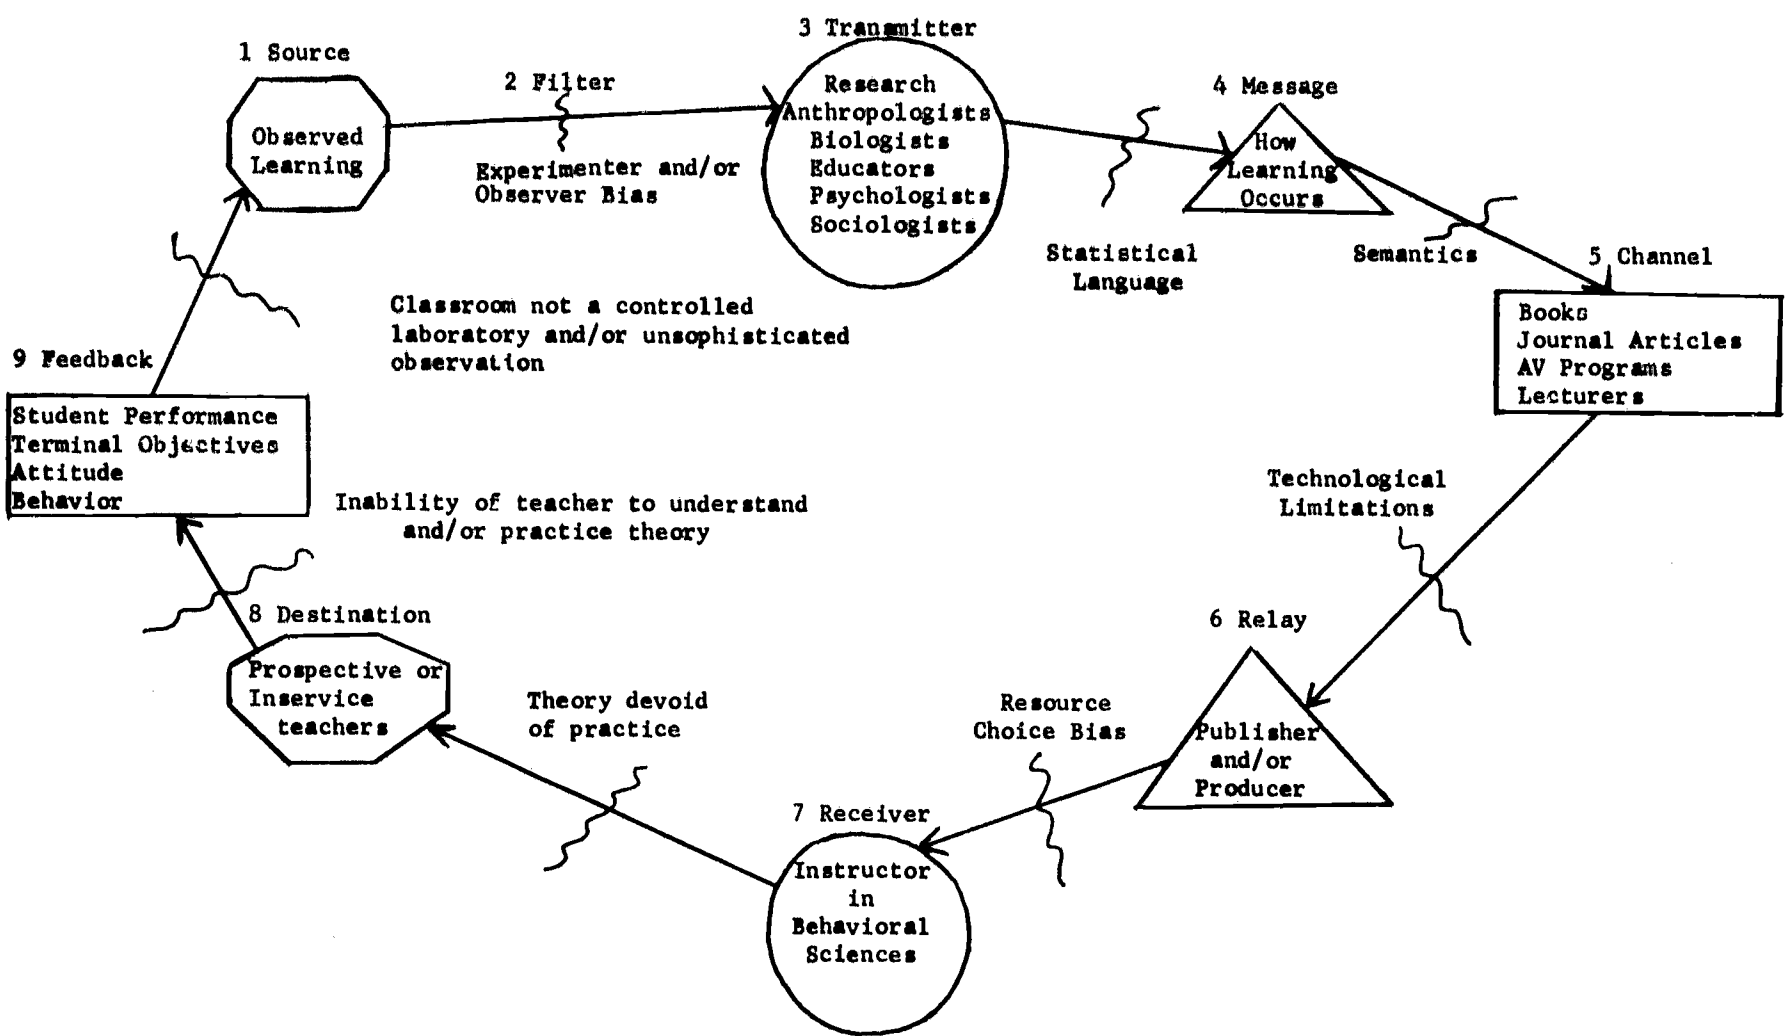 1 Source
Observed
Learning
2 Filter
Experimenter and/or
Observer Bias
3 Transmitter
Research
Anthropologists
Biologists
Educators
Psychologists
Sociologists
Statistical
Language
4 Message
How
Learning
Occurs
Semantics
5 Channel
Books
Journal Articles
AV Programs
Lecturers
Technological
Limitations
6 Relay
Publisher
and/or
Producer
Resource
Choice Bias
7 Receiver
Instructor
in
Behavioral
Sciences
Theory devoid
of practice
8 Destination
Prospective or
Inservice
teachers
Inability of teacher to understand
and/or practice theory
9 Feedback
Student Performance
Terminal Objectives
Attitude
Behavior
Classroom not a controlled
laboratory and/or unsophisticated
observation